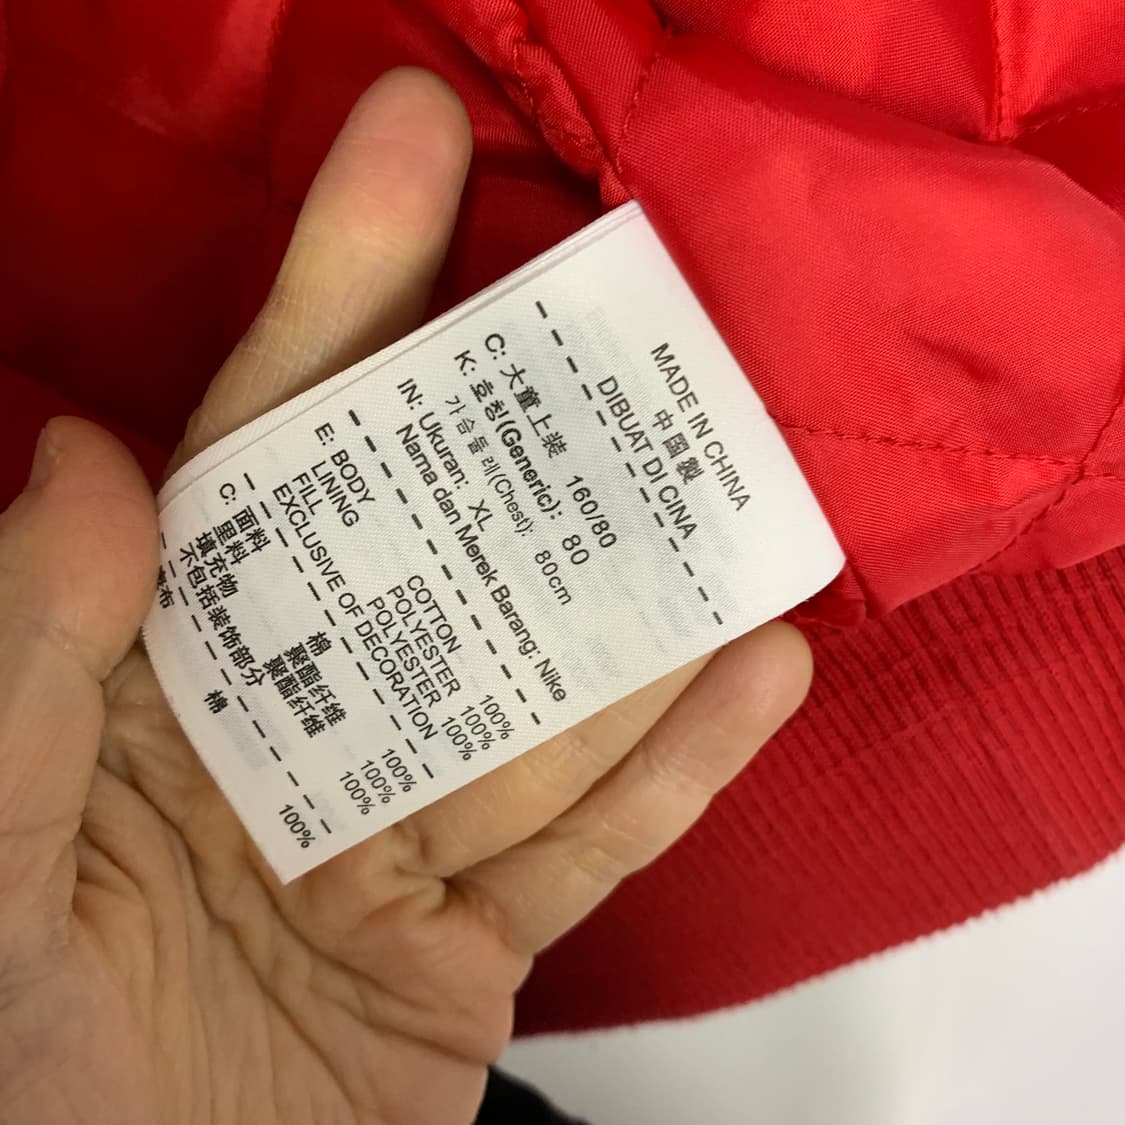 MADE IN CHINA
中國製
DIBUAT DI CINA
C: 大童上装 160/80
K: 호칭(Generic): 80
가슴둘레(Chest): 80cm
IN: Ukuran: XL
Nama dan Merek Barang: Nike
E: BODY COTTON 100%
LINING POLYESTER 100%
FILL POLYESTER 100%
EXCLUSIVE OF DECORATION
C: 面料 棉 100%
里料 聚酯纤维 100%
填充物 聚酯纤维 100%
不包括装饰部分
棉 100%